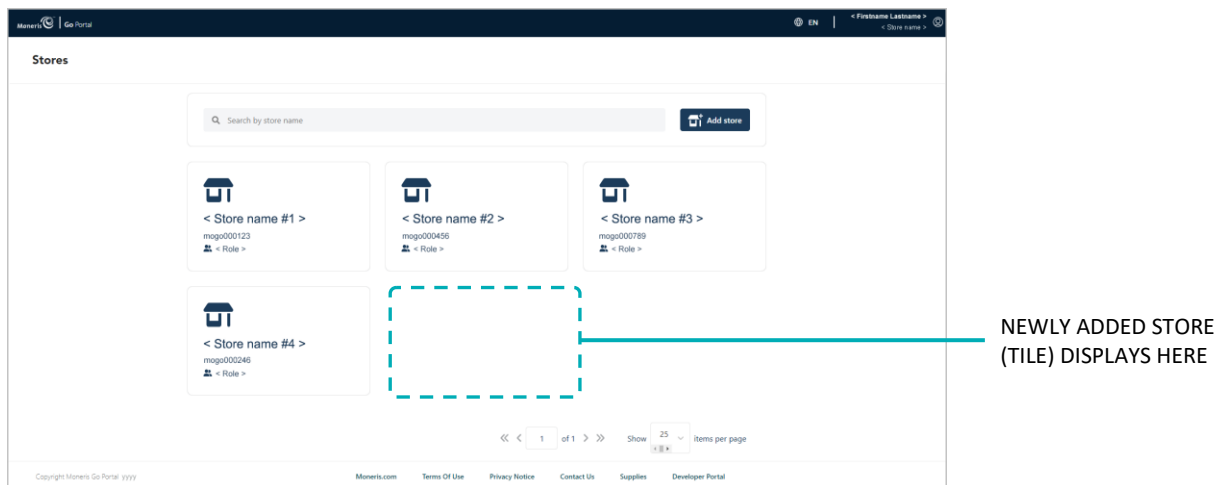 Moneris Go Portal
EN
< Firstname Lastname >
< Store name >
Stores
Search by store name
Add store
< Store name #1 >
mogo000123
< Role >
< Store name #2 >
mogo000456
< Role >
< Store name #3 >
mogo000789
< Role >
< Store name #4 >
mogo000246
< Role >
NEWLY ADDED STORE
(TILE) DISPLAYS HERE
1 of 1 Show 25 items per page
Copyright Moneris Go Portal yyyy Moneris.com Terms Of Use Privacy Notice Contact Us Supplies Developer Portal